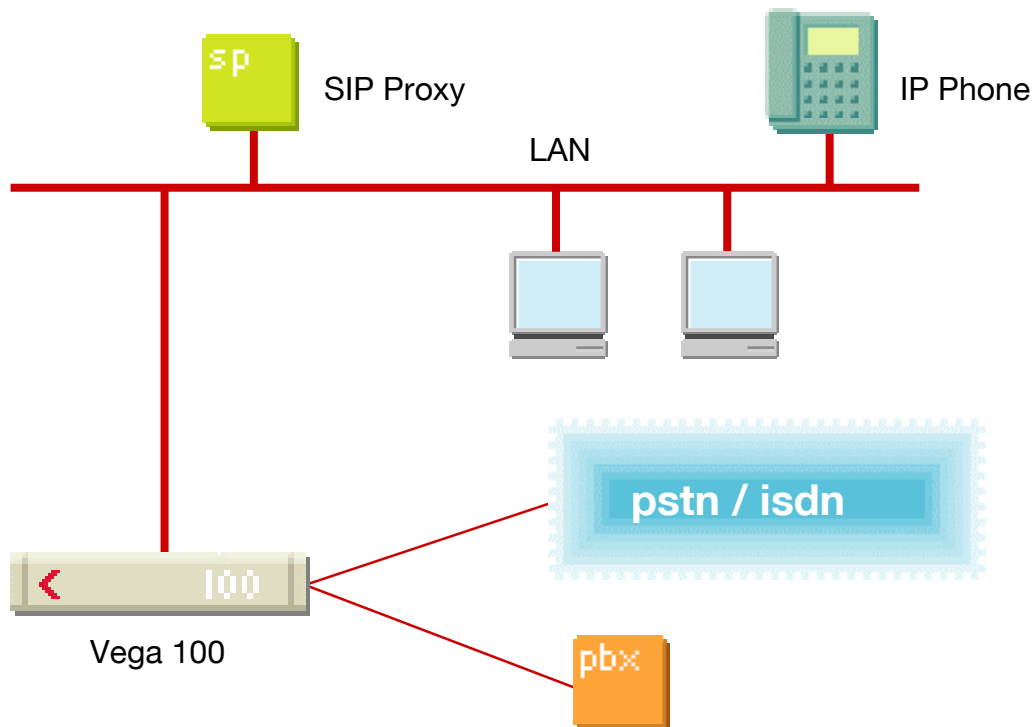 sp
SIP Proxy
IP Phone
LAN
pstn / isdn
100
Vega 100
pbx